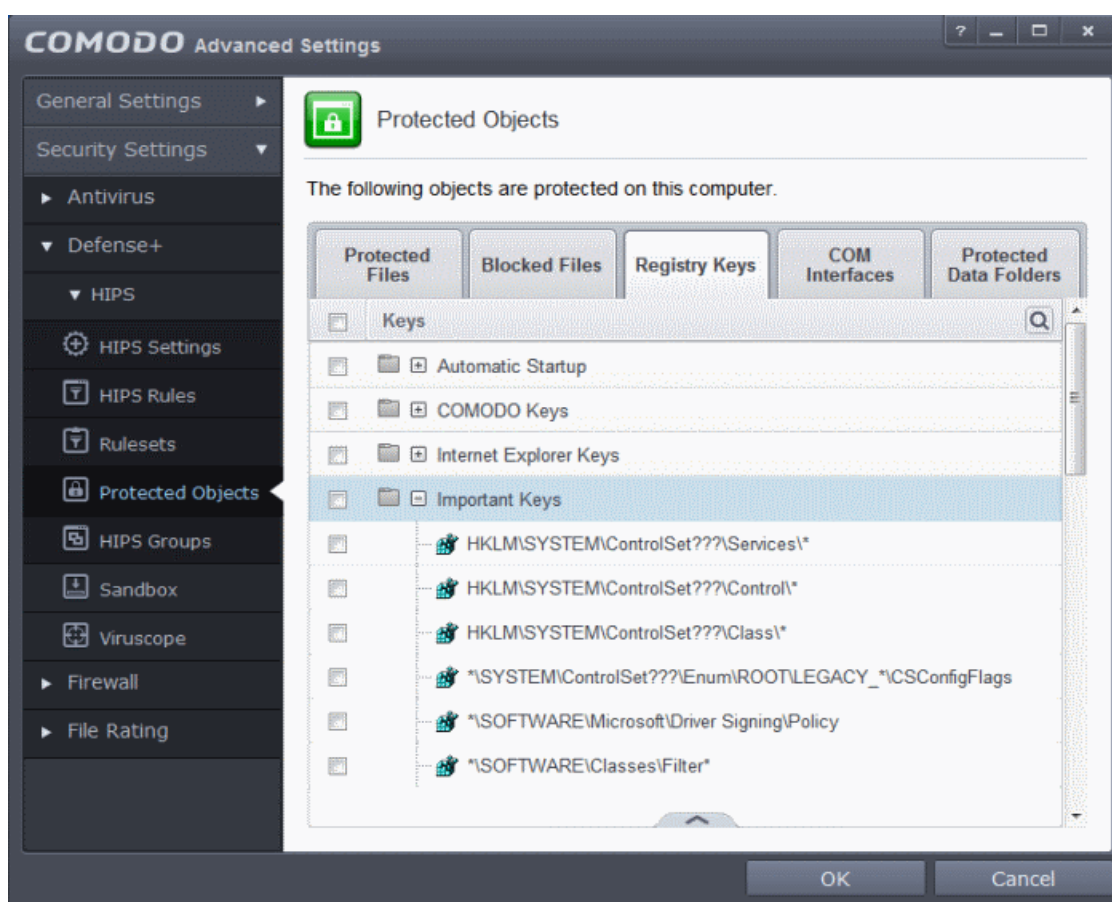 COMODO Advanced Settings
General Settings
Security Settings
Antivirus
Defense+
HIPS
HIPS Settings
HIPS Rules
Rulesets
Protected Objects
HIPS Groups
Sandbox
Viruscope
Firewall
File Rating
Protected Objects
The following objects are protected on this computer.
Protected Files
Blocked Files
Registry Keys
COM Interfaces
Protected Data Folders
Keys
Automatic Startup
COMODO Keys
Internet Explorer Keys
Important Keys
HKLM\SYSTEM\ControlSet???\Services\*
HKLM\SYSTEM\ControlSet???\Control\*
HKLM\SYSTEM\ControlSet???\Class\*
*\SYSTEM\ControlSet???\Enum\ROOT\LEGACY_*\CSConfigFlags
*\SOFTWARE\Microsoft\Driver Signing\Policy
*\SOFTWARE\Classes\Filter*
OK
Cancel